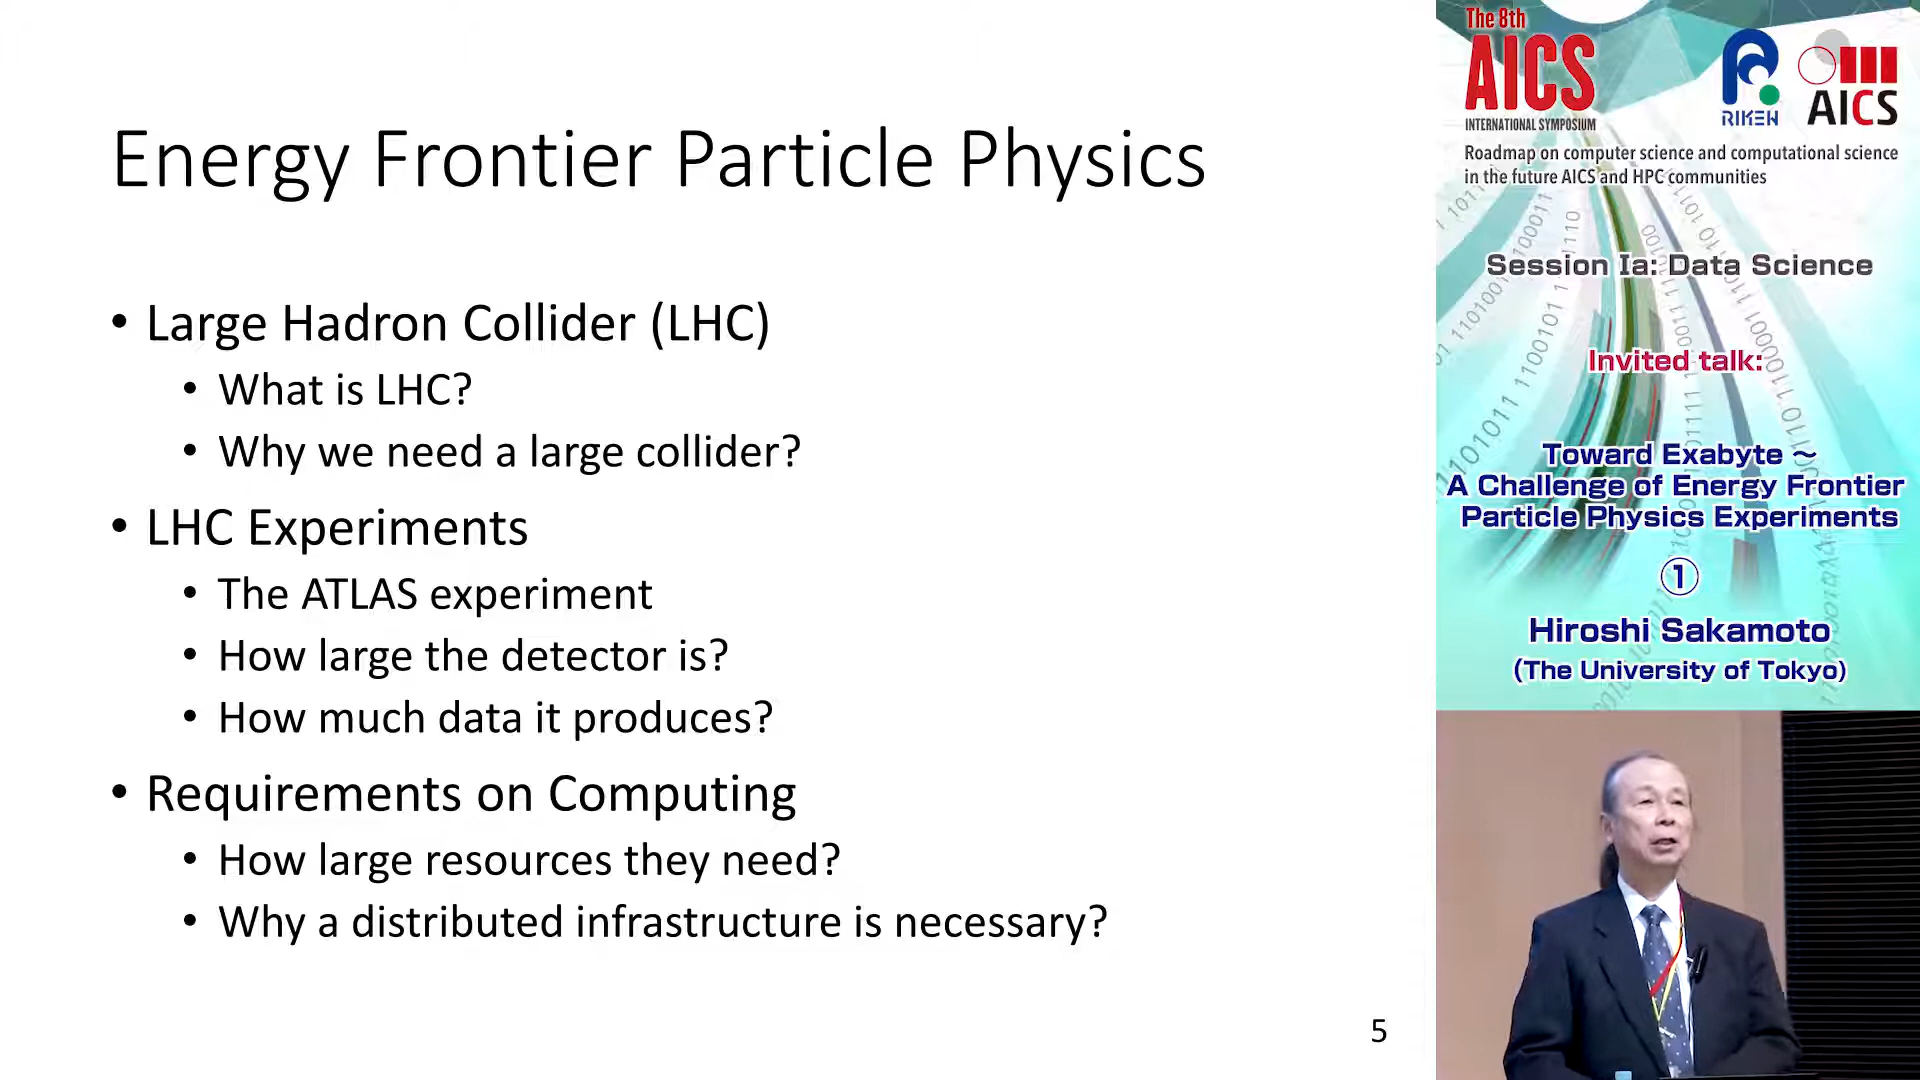 Energy Frontier Particle Physics
• Large Hadron Collider (LHC)
• What is LHC?
• Why we need a large collider?
• LHC Experiments
• The ATLAS experiment
• How large the detector is?
• How much data it produces?
• Requirements on Computing
• How large resources they need?
• Why a distributed infrastructure is necessary?
5
The 8th
AICS
INTERNATIONAL SYMPOSIUM
RIKEN
AICS
Roadmap on computer science and computational science
in the future AICS and HPC communities
Session Ia: Data Science
Invited talk:
Toward Exabyte ～
A Challenge of Energy Frontier
Particle Physics Experiments
①
Hiroshi Sakamoto
(The University of Tokyo)